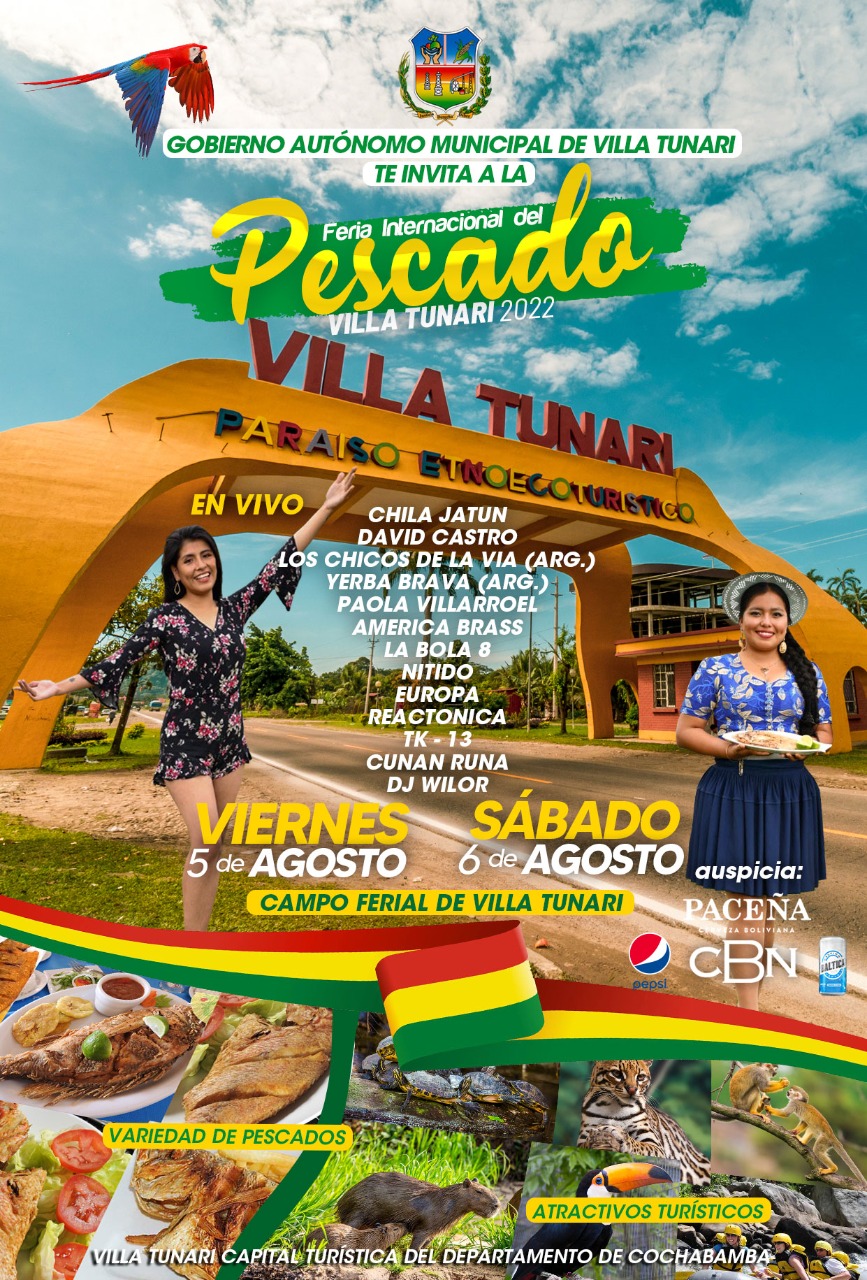 GOBIERNO AUTÓNOMO MUNICIPAL DE VILLA TUNARI
TE INVITA A LA
Feria Internacional del
Pescado
VILLA TUNARI 2022
VILLA TUNARI
PARAISO ETNOECOTURISTICO
EN VIVO
CHILA JATUN
DAVID CASTRO
LOS CHICOS DE LA VIA (ARG.)
YERBA BRAVA (ARG.)
PAOLA VILLARROEL
AMERICA BRASS
LA BOLA 8
NITIDO
EUROPA
REACTONICA
TK - 13
CUNAN RUNA
DJ WILOR
VIERNES
5 de AGOSTO
SÁBADO
6 de AGOSTO
CAMPO FERIAL DE VILLA TUNARI
auspicia:
PACEÑA
CERVEZA BOLIVIANA
pepsi
CBN
BALTICA
VARIEDAD DE PESCADOS
ATRACTIVOS TURÍSTICOS
VILLA TUNARI CAPITAL TURÍSTICA DEL DEPARTAMENTO DE COCHABAMBA